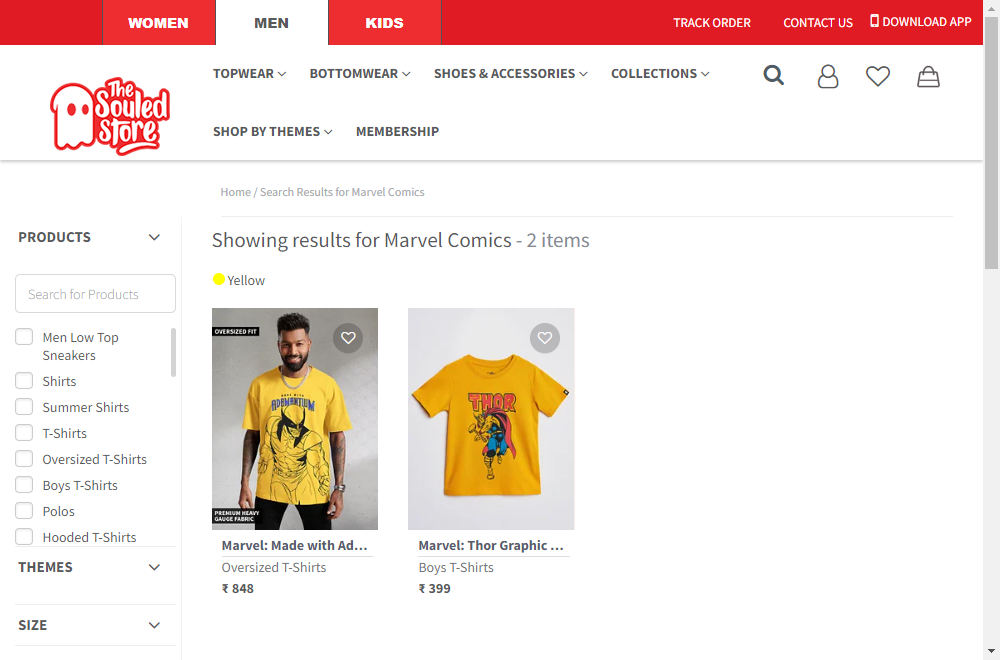 WOMEN
MEN
KIDS
TRACK ORDER
CONTACT US
DOWNLOAD APP
The
Souled
Store
TOPWEAR
BOTTOMWEAR
SHOES & ACCESSORIES
COLLECTIONS
SHOP BY THEMES
MEMBERSHIP
Home / Search Results for Marvel Comics
PRODUCTS
Search for Products
Men Low Top
Sneakers
Shirts
Summer Shirts
T-Shirts
Oversized T-Shirts
Boys T-Shirts
Polos
Hooded T-Shirts
THEMES
SIZE
Showing results for Marvel Comics - 2 items
Yellow
OVERSIZED FIT
MADE WITH
ADAMANTIUM
PREMIUM HEAVY
GAUGE FABRIC
Marvel: Made with Ad...
Oversized T-Shirts
₹ 848
THOR
Marvel: Thor Graphic ...
Boys T-Shirts
₹ 399